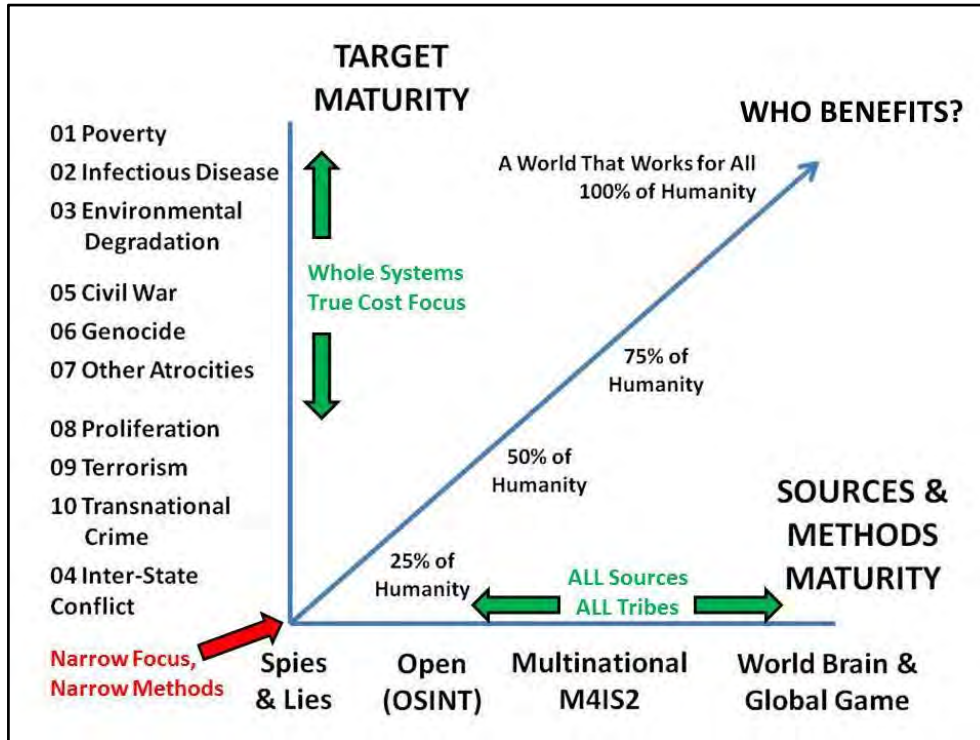 TARGET
MATURITY
WHO BENEFITS?
01 Poverty
02 Infectious Disease
03 Environmental
Degradation
05 Civil War
06 Genocide
07 Other Atrocities
08 Proliferation
09 Terrorism
10 Transnational
Crime
04 Inter-State
Conflict
Whole Systems
True Cost Focus
A World That Works for All
100% of Humanity
75% of
Humanity
50% of
Humanity
25% of
Humanity
ALL Sources
ALL Tribes
SOURCES &
METHODS
MATURITY
Narrow Focus,
Narrow Methods
Spies
& Lies
Open
(OSINT)
Multinational
M4IS2
World Brain &
Global Game